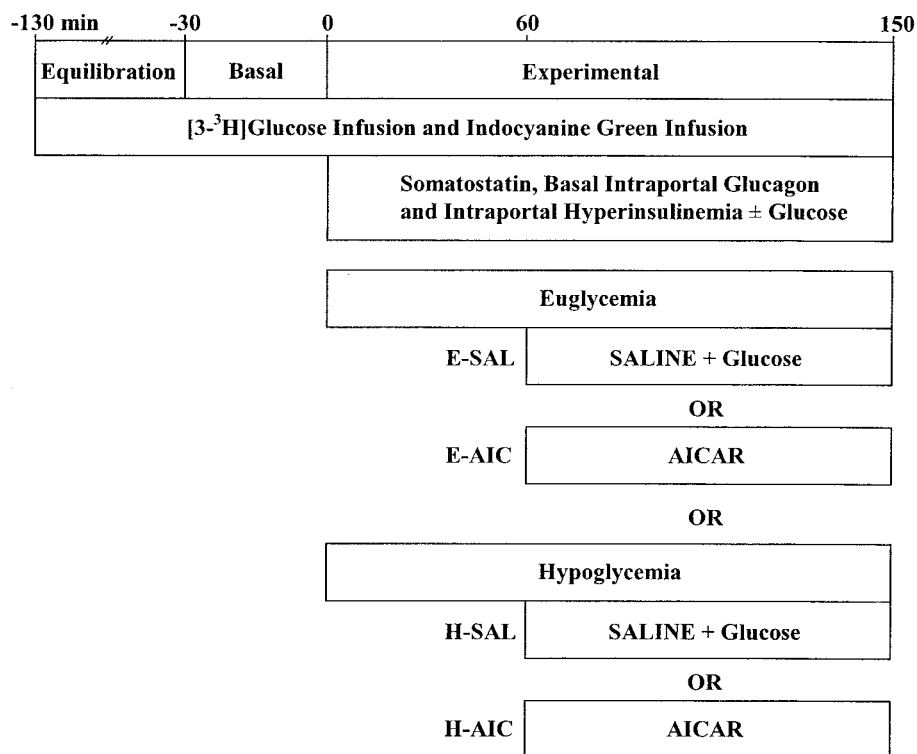 -130 min -30 0 60 150
Equilibration Basal Experimental
[3-³H]Glucose Infusion and Indocyanine Green Infusion
Somatostatin, Basal Intraportal Glucagon
and Intraportal Hyperinsulinemia ± Glucose
Euglycemia
E-SAL SALINE + Glucose
OR
E-AIC AICAR
OR
Hypoglycemia
H-SAL SALINE + Glucose
OR
H-AIC AICAR